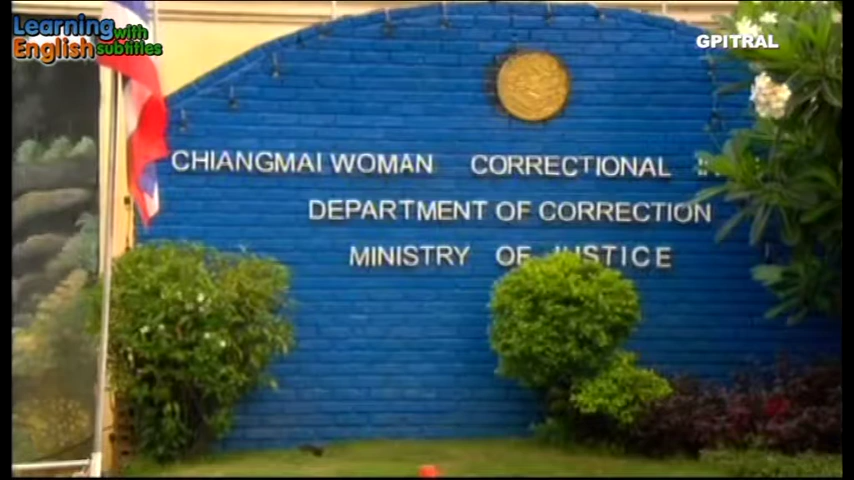 Learning with
English subtitles
GPITRAL
CHIANGMAI WOMAN CORRECTIONAL
DEPARTMENT OF CORRECTION
MINISTRY OF JUSTICE